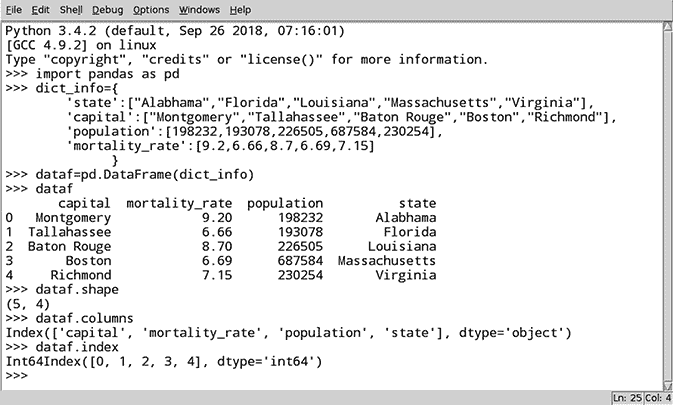 File Edit Shell Debug Options Windows Help
Python 3.4.2 (default, Sep 26 2018, 07:16:01)
[GCC 4.9.2] on linux
Type "copyright", "credits" or "license()" for more information.
>>> import pandas as pd
>>> dict_info={
        'state':["Alabhama","Florida","Louisiana","Massachusetts","Virginia"],
        'capital':["Montgomery","Tallahassee","Baton Rouge","Boston","Richmond"],
        'population':[198232,193078,226505,687584,230254],
        'mortality_rate':[9.2,6.66,8.7,6.69,7.15]
              }
>>> dataf=pd.DataFrame(dict_info)
>>> dataf
       capital  mortality_rate  population          state
0   Montgomery            9.20      198232       Alabhama
1  Tallahassee            6.66      193078        Florida
2  Baton Rouge            8.70      226505      Louisiana
3       Boston            6.69      687584  Massachusetts
4     Richmond            7.15      230254       Virginia
>>> dataf.shape
(5, 4)
>>> dataf.columns
Index(['capital', 'mortality_rate', 'population', 'state'], dtype='object')
>>> dataf.index
Int64Index([0, 1, 2, 3, 4], dtype='int64')
>>>
Ln: 25 Col: 4